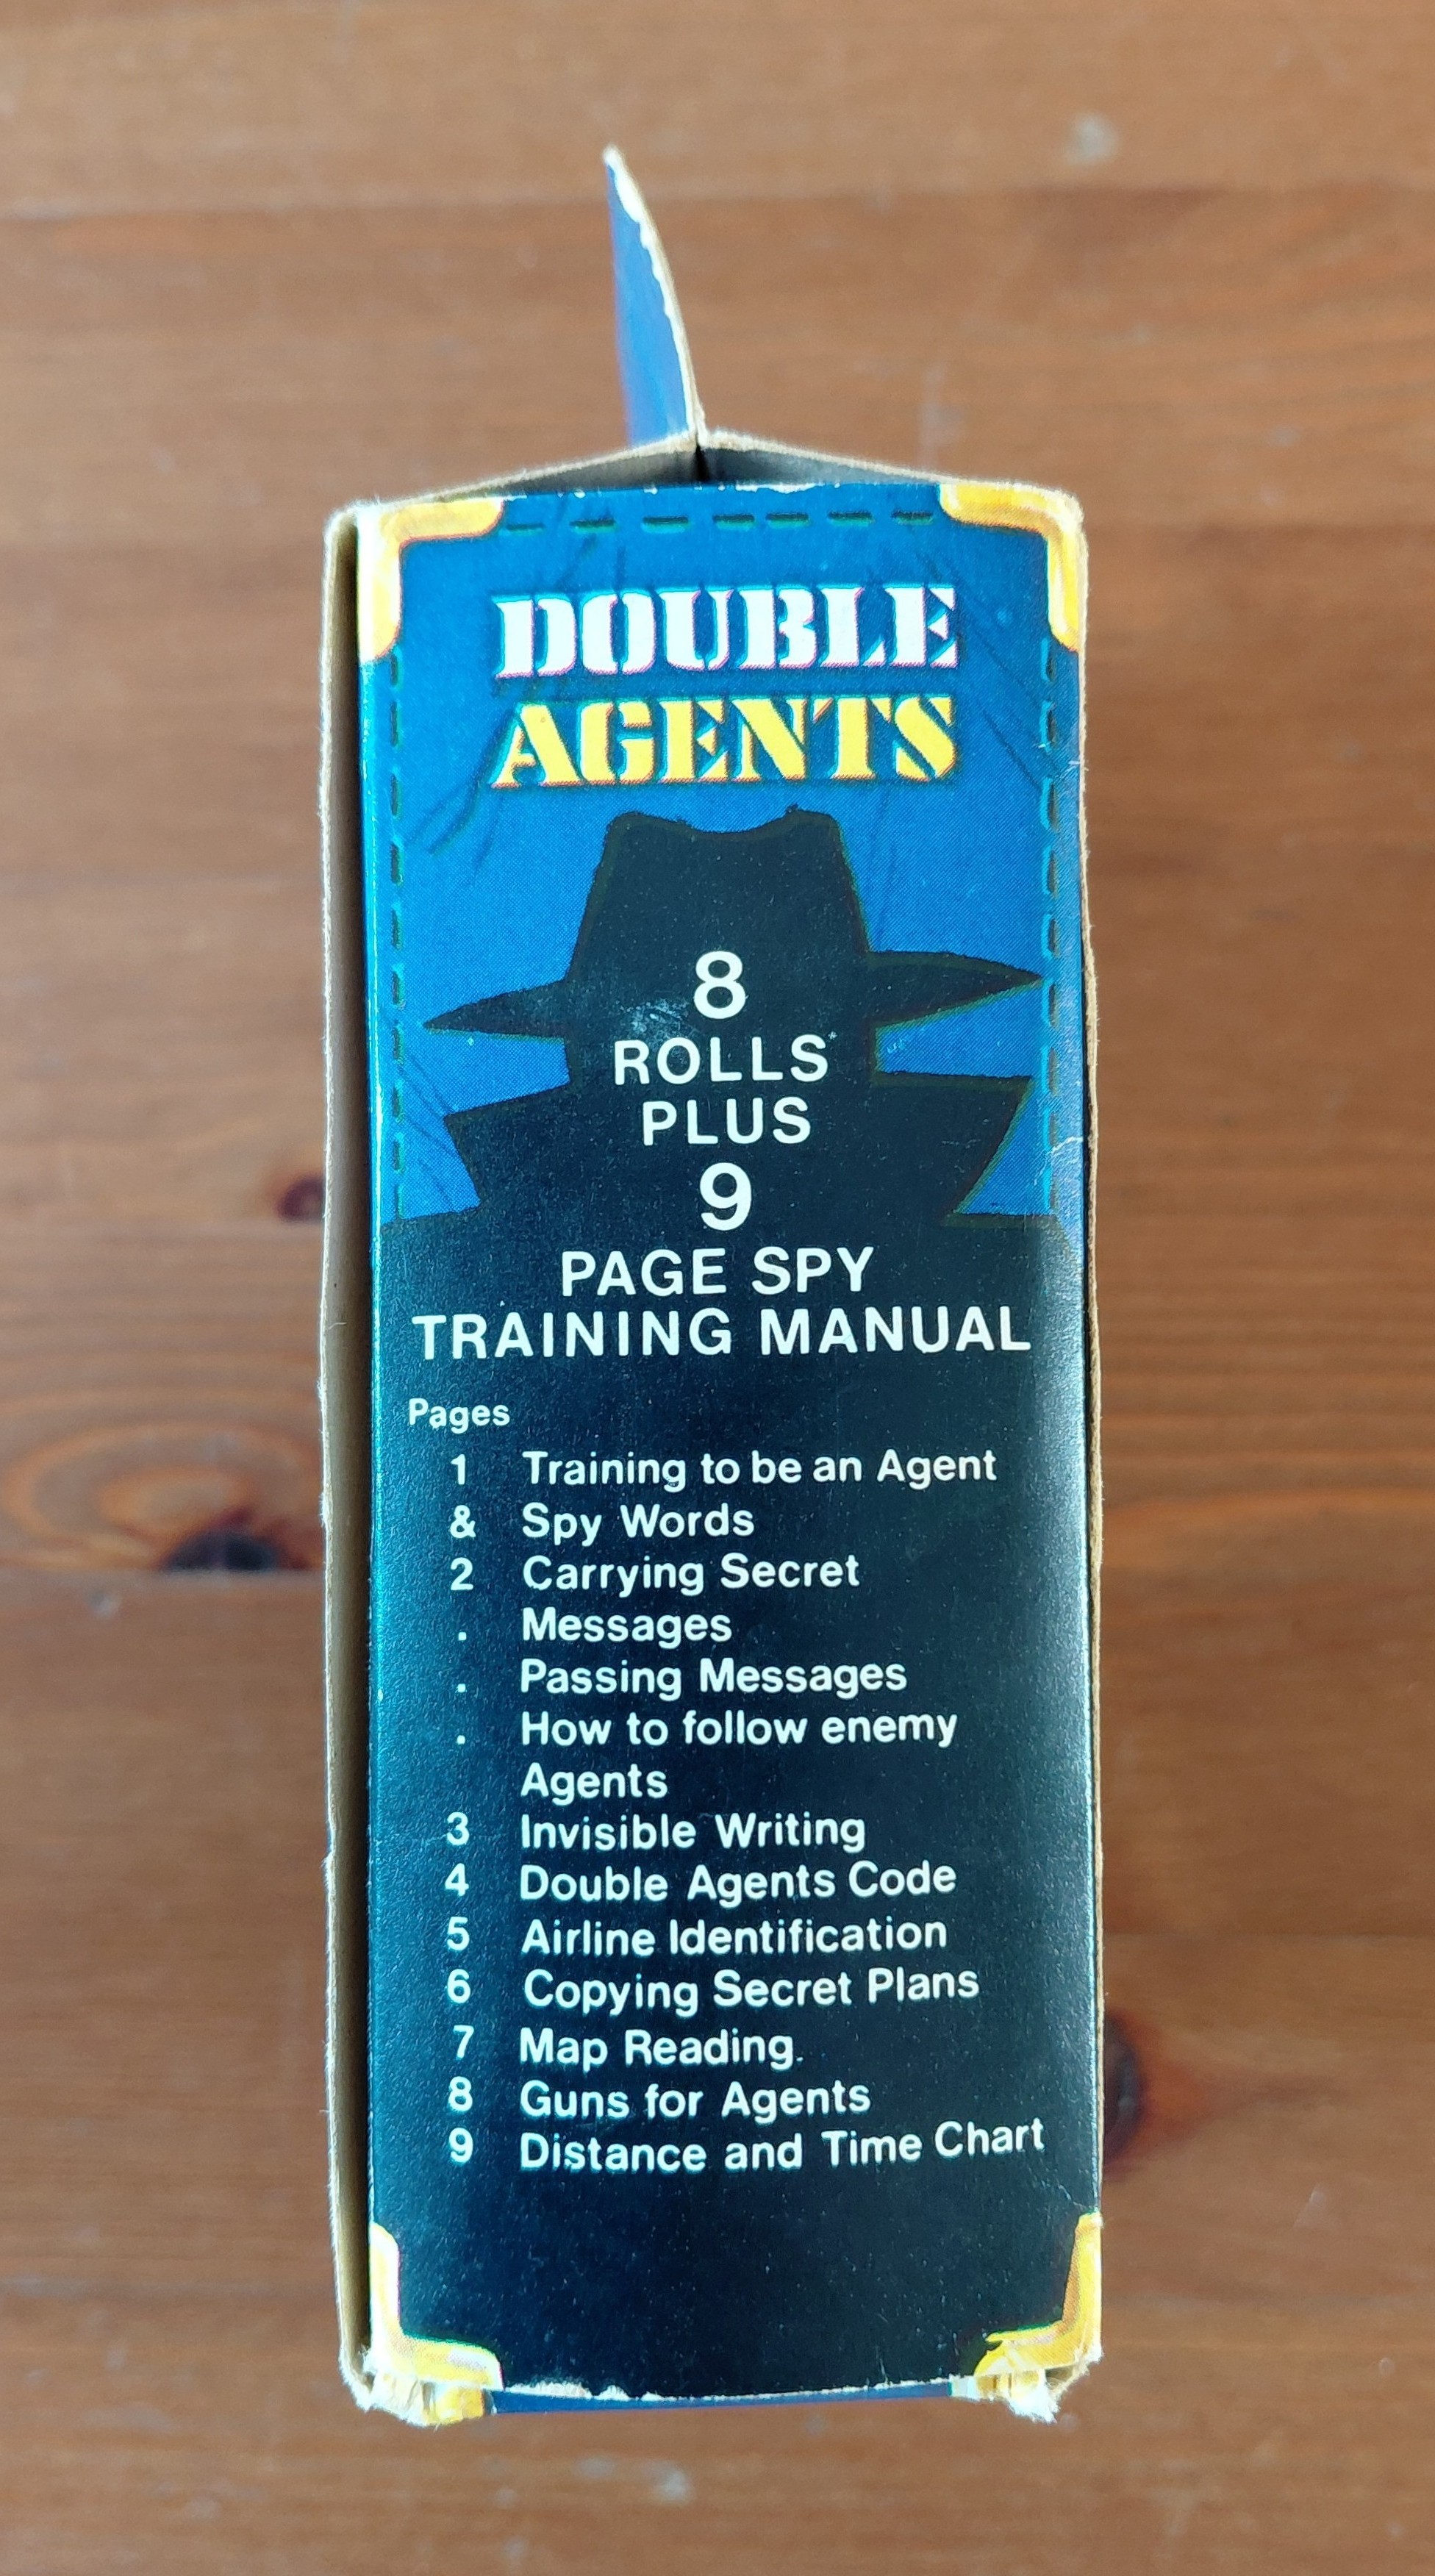 DOUBLE
AGENTS
8
ROLLS
PLUS
9
PAGE SPY
TRAINING MANUAL
Pages
1 Training to be an Agent
& Spy Words
2 Carrying Secret
. Messages
. Passing Messages
. How to follow enemy
Agents
3 Invisible Writing
4 Double Agents Code
5 Airline Identification
6 Copying Secret Plans
7 Map Reading.
8 Guns for Agents
9 Distance and Time Chart